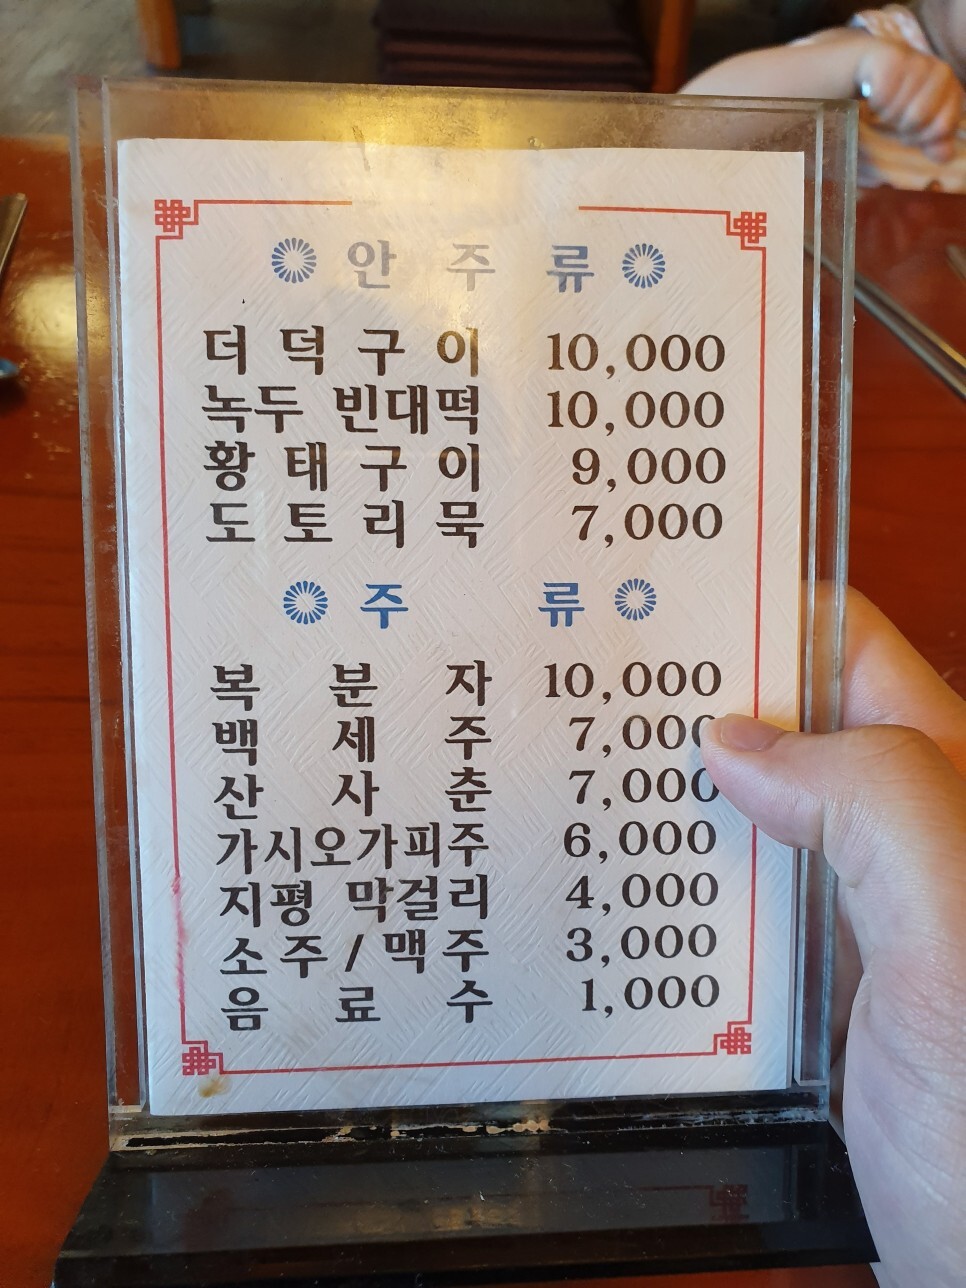 안주류
더덕구이 10,000
녹두 빈대떡 10,000
황태구이 9,000
도토리묵 7,000
주류
복분자 10,000
백세주 7,000
산사춘 7,000
가시오가피주 6,000
지평 막걸리 4,000
소주/맥주 3,000
음료수 1,000